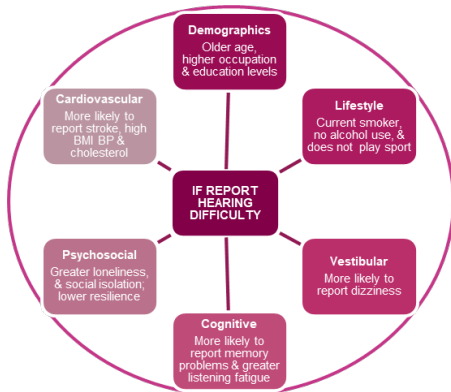 Demographics
Older age,
higher occupation
& education levels
Cardiovascular
More likely to
report stroke, high
BMI BP &
cholesterol
Lifestyle
Current smoker,
no alcohol use, &
does not play sport
IF REPORT
HEARING
DIFFICULTY
Psychosocial
Greater loneliness,
& social isolation;
lower resilience
Vestibular
More likely to
report dizziness
Cognitive
More likely to
report memory
problems & greater
listening fatigue